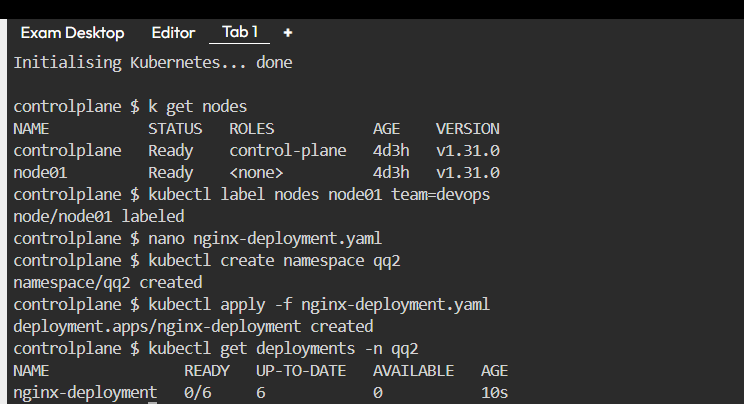 Exam Desktop Editor Tab 1 +
Initialising Kubernetes... done
controlplane $ k get nodes
NAME STATUS ROLES AGE VERSION
controlplane Ready control-plane 4d3h v1.31.0
node01 Ready <none> 4d3h v1.31.0
controlplane $ kubectl label nodes node01 team=devops
node/node01 labeled
controlplane $ nano nginx-deployment.yaml
controlplane $ kubectl create namespace qq2
namespace/qq2 created
controlplane $ kubectl apply -f nginx-deployment.yaml
deployment.apps/nginx-deployment created
controlplane $ kubectl get deployments -n qq2
NAME READY UP-TO-DATE AVAILABLE AGE
nginx-deployment 0/6 6 0 10s